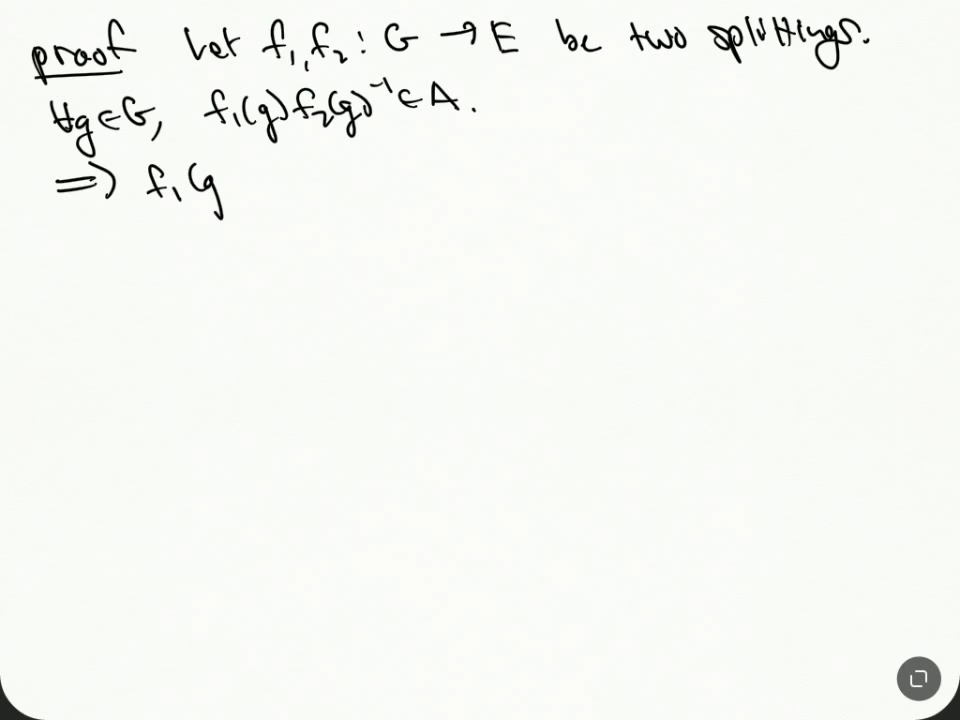 proof Let f₁, f₂ : G → E be two splittings.
∀g∈G, f₁(g)f₂(g)⁻¹∈A.
⇒ f₁(g